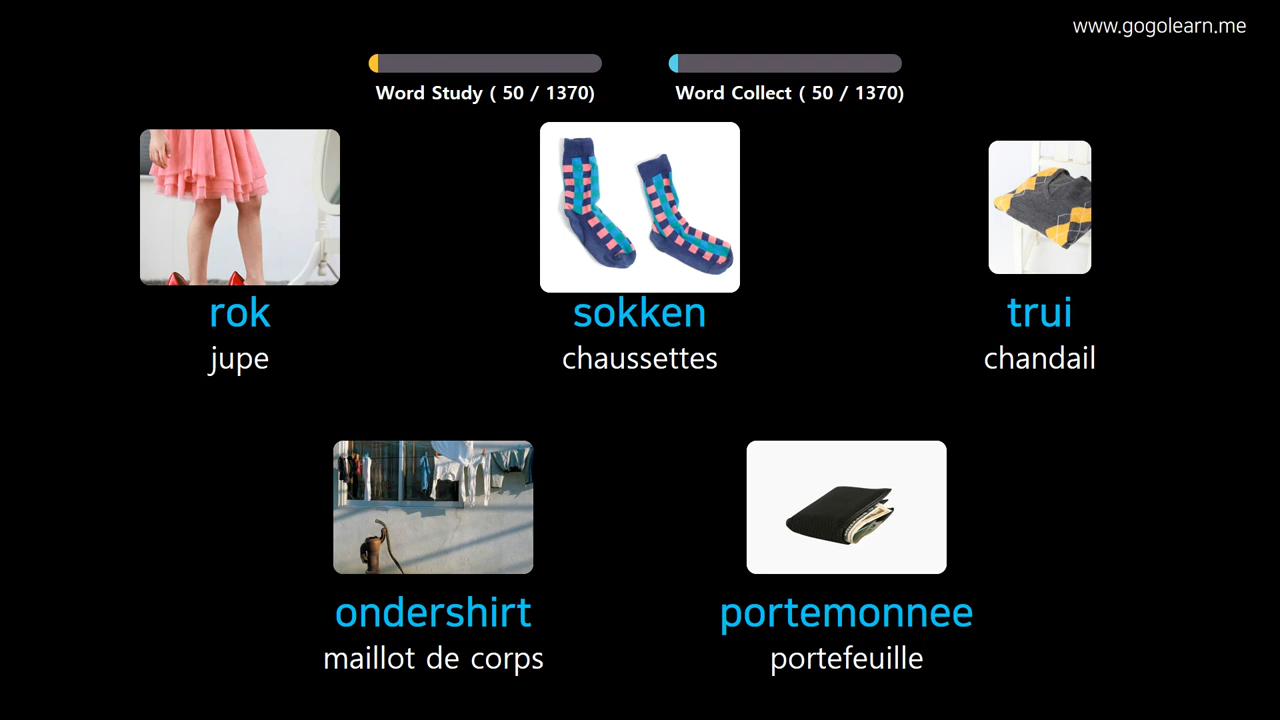 www.gogolearn.me
Word Study ( 50 / 1370)
Word Collect ( 50 / 1370)
rok
sokken
trui
jupe
chaussettes
chandail
ondershirt
portemonnee
maillot de corps
portefeuille